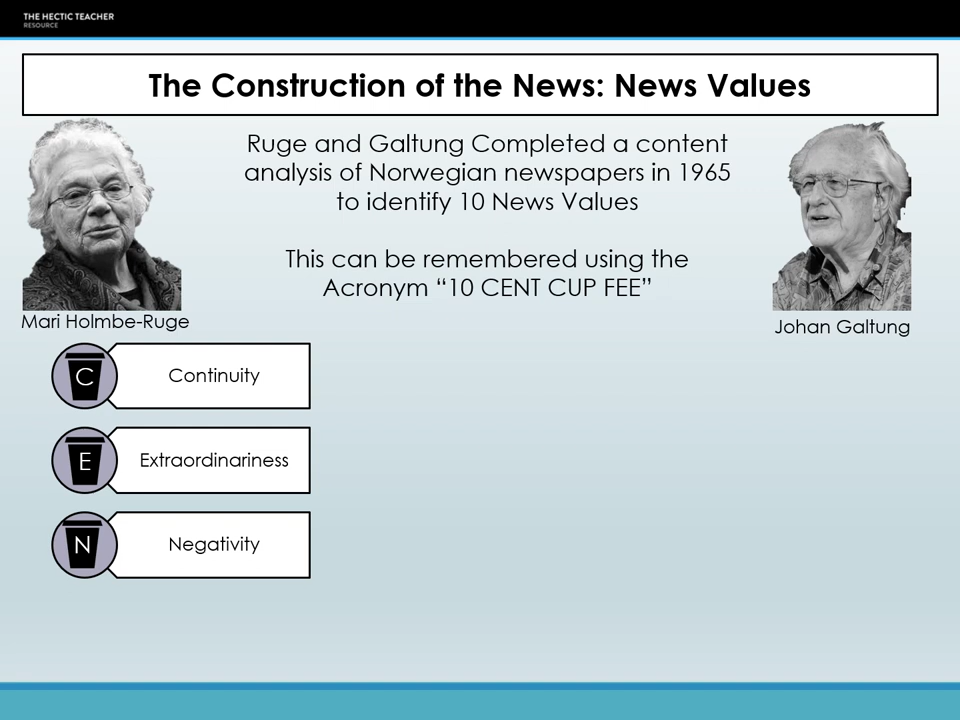 THE HECTIC TEACHER
RESOURCE
The Construction of the News: News Values
Ruge and Galtung Completed a content
analysis of Norwegian newspapers in 1965
to identify 10 News Values
This can be remembered using the
Acronym “10 CENT CUP FEE”
Mari Holmbe-Ruge
Johan Galtung
C Continuity
E Extraordinariness
N Negativity